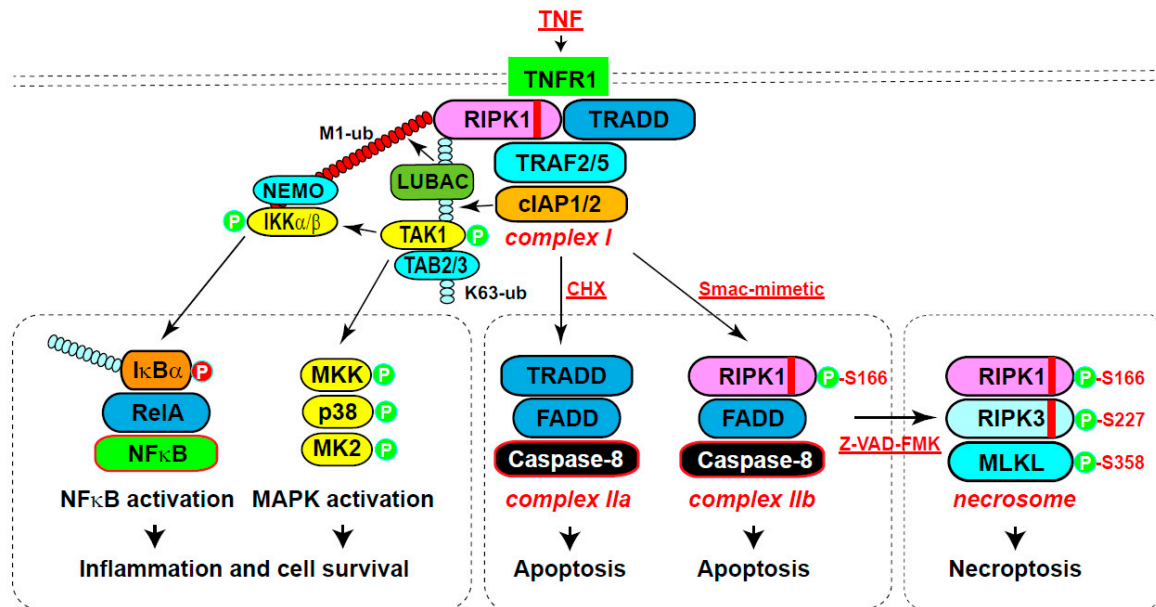 TNF
TNFR1
RIPK1
TRADD
M1-ub
TRAF2/5
LUBAC
NEMO
cIAP1/2
P
IKKα/β
TAK1
P
complex I
TAB2/3
K63-ub
CHX
Smac-mimetic
IκBα
P
MKK
P
TRADD
RIPK1
P-S166
RIPK1
P-S166
RelA
p38
P
FADD
FADD
RIPK3
P-S227
Z-VAD-FMK
NFκB
MK2
P
Caspase-8
Caspase-8
MLKL
P-S358
NFκB activation
MAPK activation
complex IIa
complex IIb
necrosome
Inflammation and cell survival
Apoptosis
Apoptosis
Necroptosis